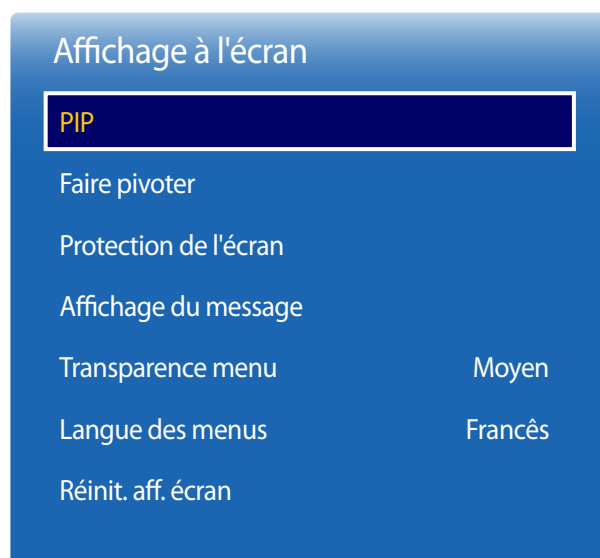 Affichage à l'écran
PIP
Faire pivoter
Protection de l'écran
Affichage du message
Transparence menu Moyen
Langue des menus Francês
Réinit. aff. écran